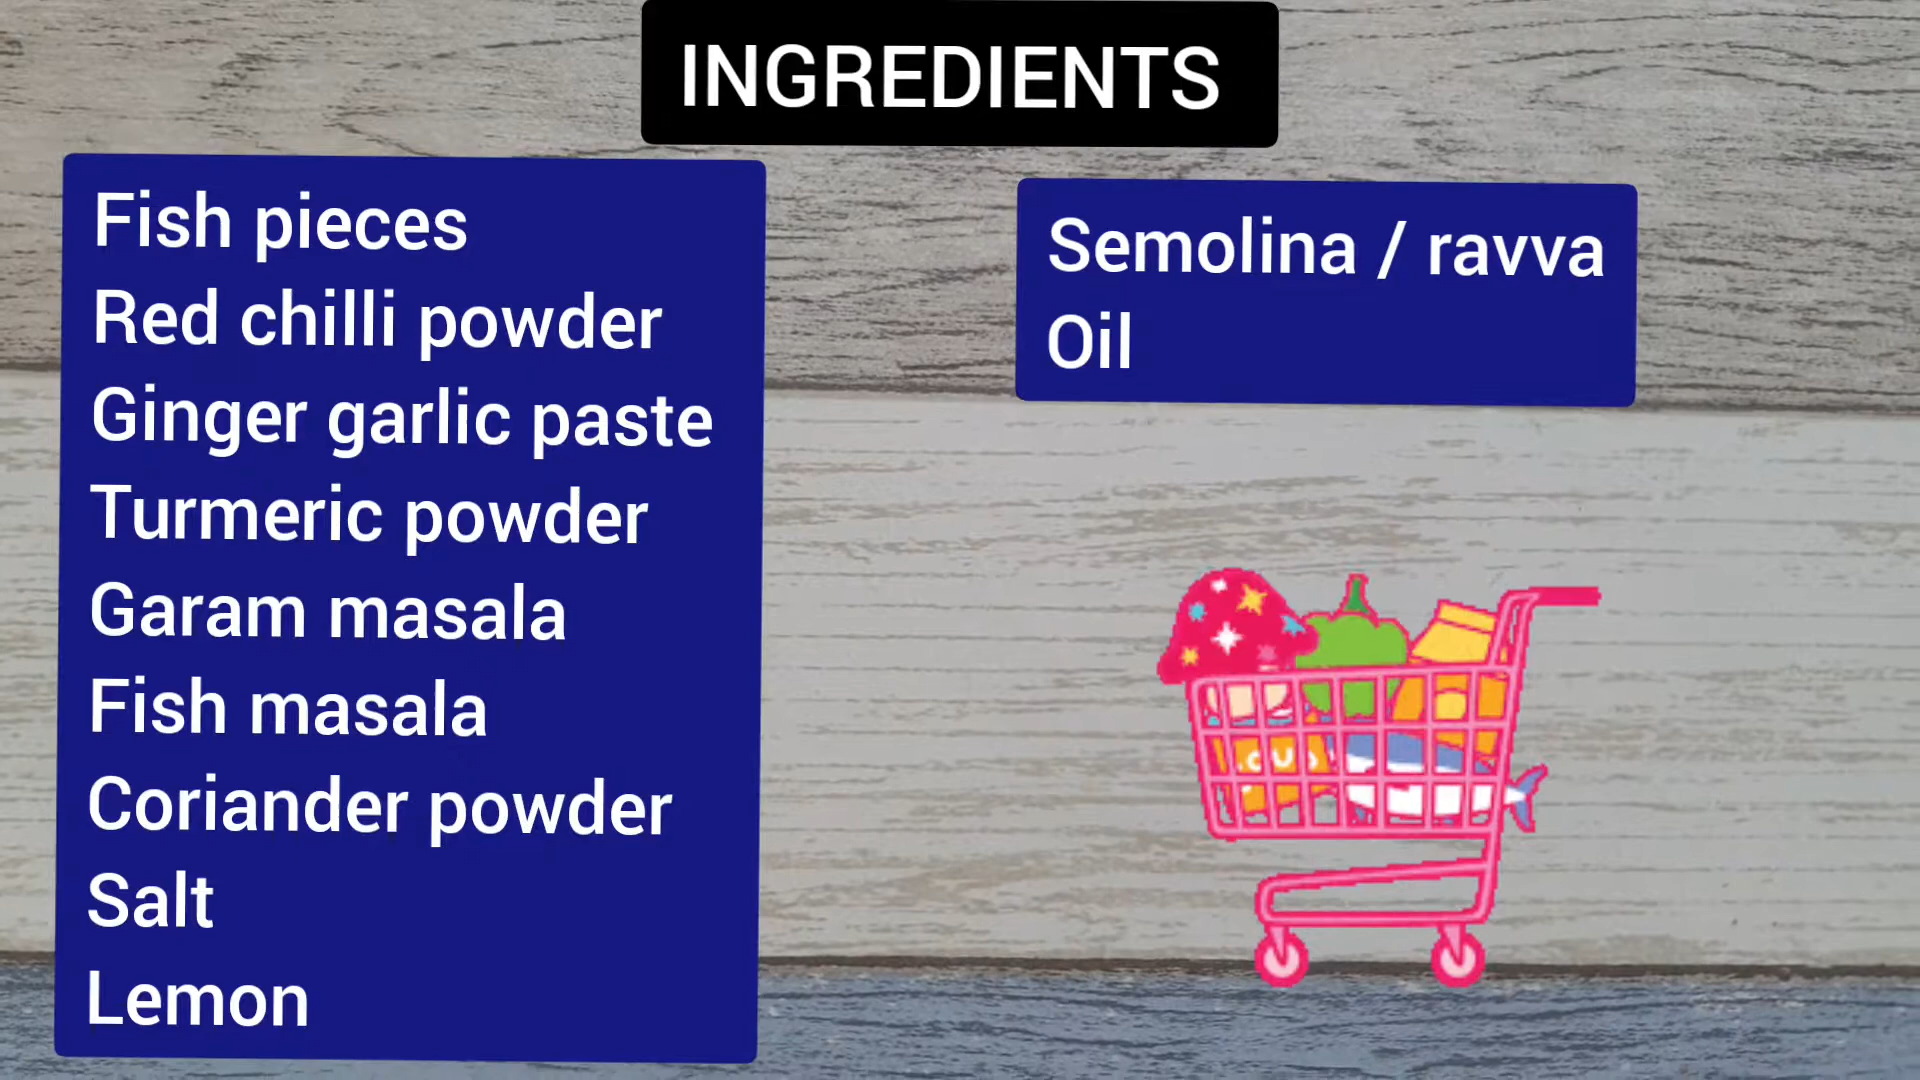 INGREDIENTS
Fish pieces
Red chilli powder
Ginger garlic paste
Turmeric powder
Garam masala
Fish masala
Coriander powder
Salt
Lemon
Semolina / ravva
Oil